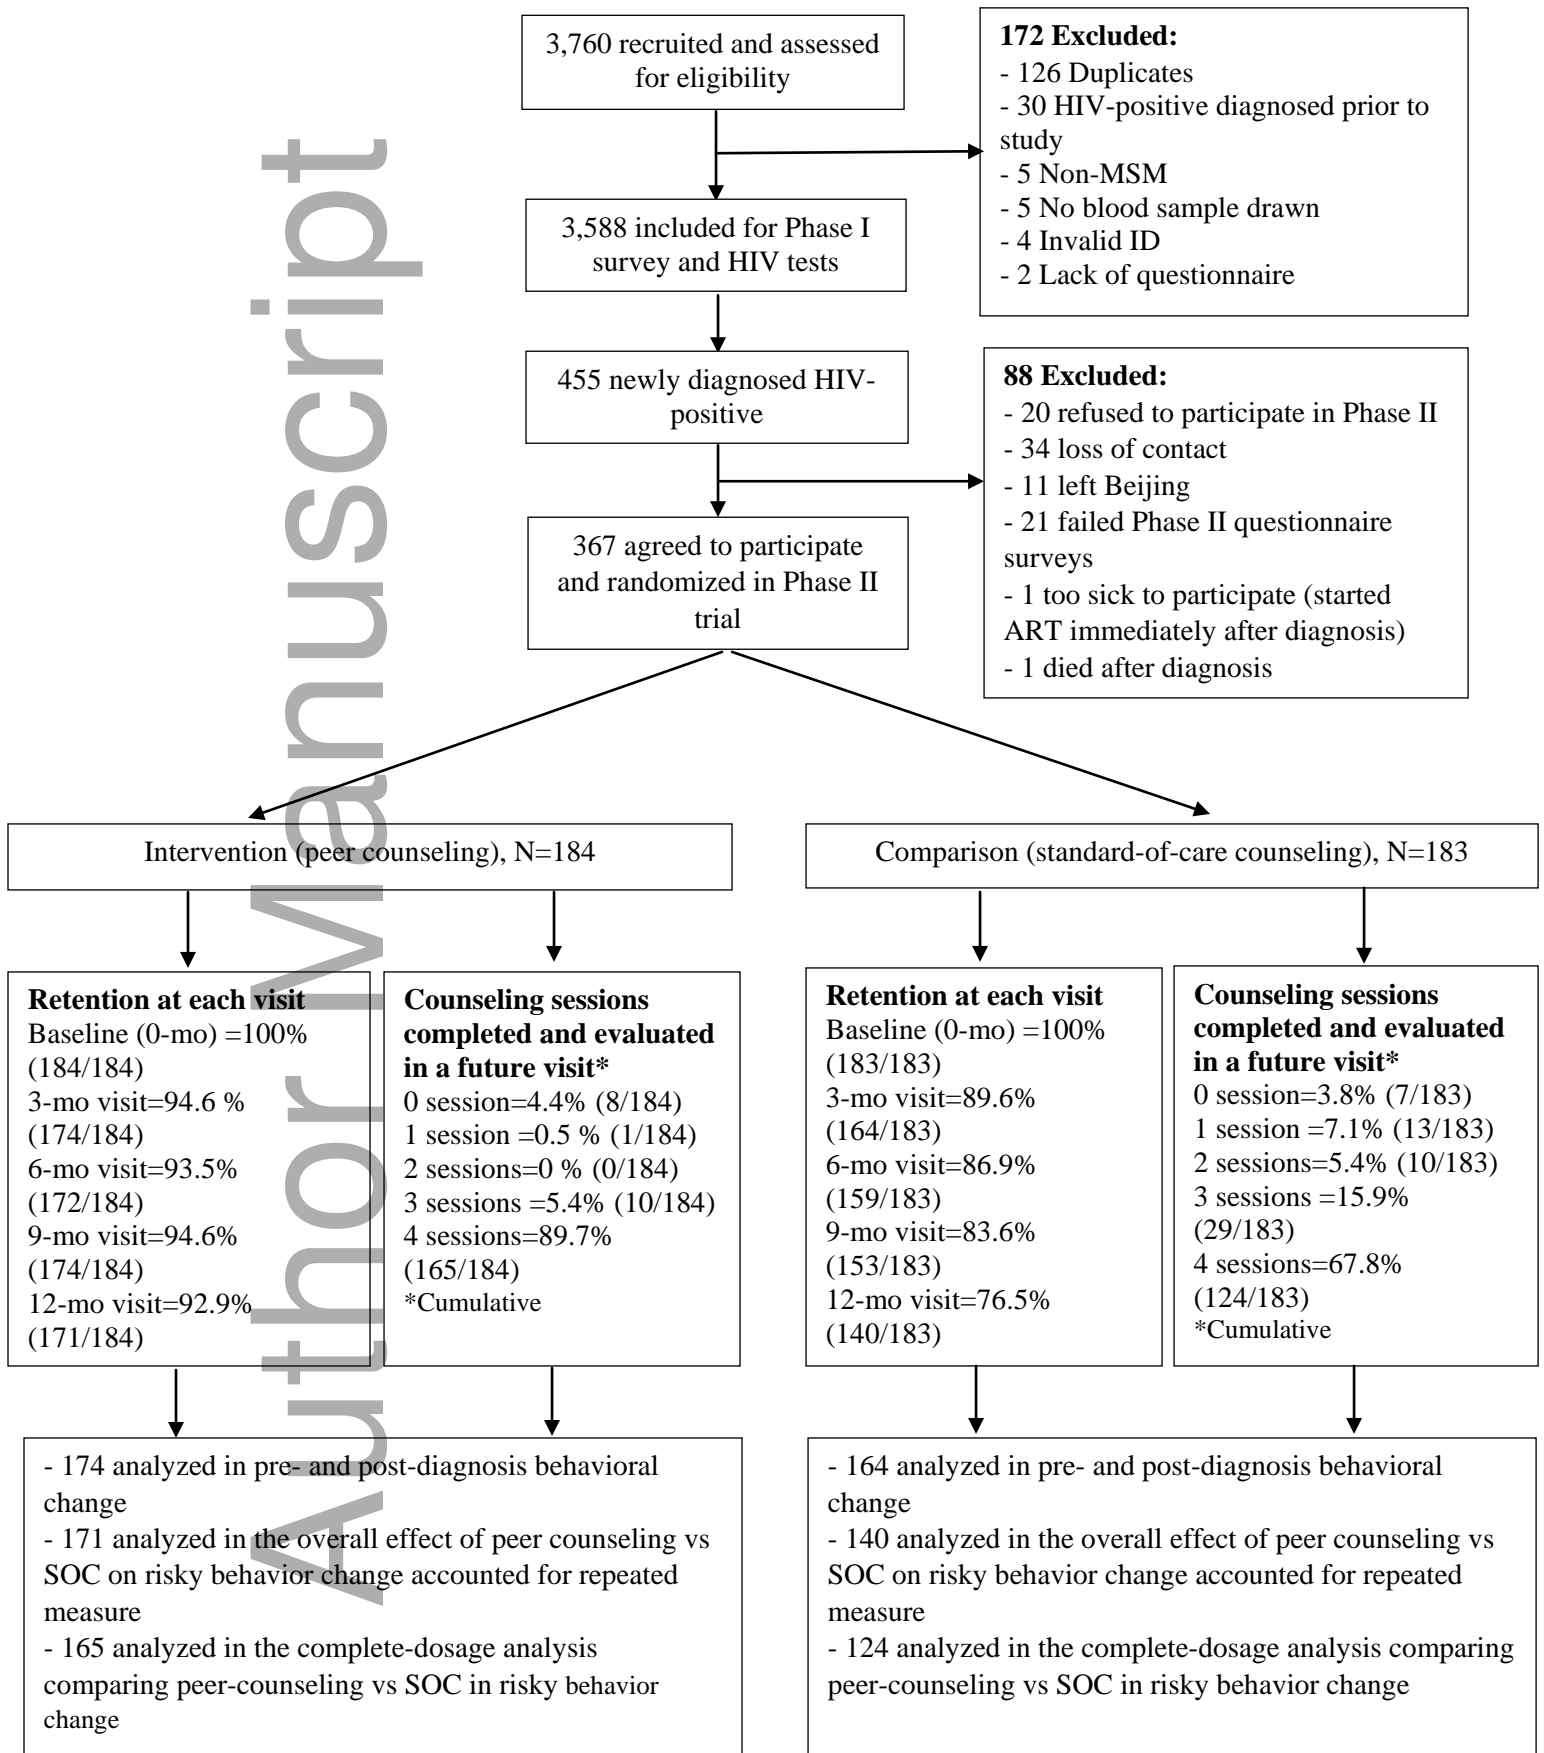 3,760 recruited and assessed
for eligibility
172 Excluded:
- 126 Duplicates
- 30 HIV-positive diagnosed prior to
study
- 5 Non-MSM
- 5 No blood sample drawn
- 4 Invalid ID
- 2 Lack of questionnaire
3,588 included for Phase I
survey and HIV tests
455 newly diagnosed HIV-
positive
88 Excluded:
- 20 refused to participate in Phase II
- 34 loss of contact
- 11 left Beijing
- 21 failed Phase II questionnaire
surveys
- 1 too sick to participate (started
ART immediately after diagnosis)
- 1 died after diagnosis
367 agreed to participate
and randomized in Phase II
trial
Intervention (peer counseling), N=184
Comparison (standard-of-care counseling), N=183
Retention at each visit
Baseline (0-mo) =100%
(184/184)
3-mo visit=94.6 %
(174/184)
6-mo visit=93.5%
(172/184)
9-mo visit=94.6%
(174/184)
12-mo visit=92.9%
(171/184)
Counseling sessions
completed and evaluated
in a future visit*
0 session=4.4% (8/184)
1 session =0.5 % (1/184)
2 sessions=0 % (0/184)
3 sessions =5.4% (10/184)
4 sessions=89.7%
(165/184)
*Cumulative
Retention at each visit
Baseline (0-mo) =100%
(183/183)
3-mo visit=89.6%
(164/183)
6-mo visit=86.9%
(159/183)
9-mo visit=83.6%
(153/183)
12-mo visit=76.5%
(140/183)
Counseling sessions
completed and evaluated
in a future visit*
0 session=3.8% (7/183)
1 session =7.1% (13/183)
2 sessions=5.4% (10/183)
3 sessions =15.9%
(29/183)
4 sessions=67.8%
(124/183)
*Cumulative
- 174 analyzed in pre- and post-diagnosis behavioral
change
- 171 analyzed in the overall effect of peer counseling vs
SOC on risky behavior change accounted for repeated
measure
- 165 analyzed in the complete-dosage analysis
comparing peer-counseling vs SOC in risky behavior
change
- 164 analyzed in pre- and post-diagnosis behavioral
change
- 140 analyzed in the overall effect of peer counseling vs
SOC on risky behavior change accounted for repeated
measure
- 124 analyzed in the complete-dosage analysis comparing
peer-counseling vs SOC in risky behavior change
Author Manuscript